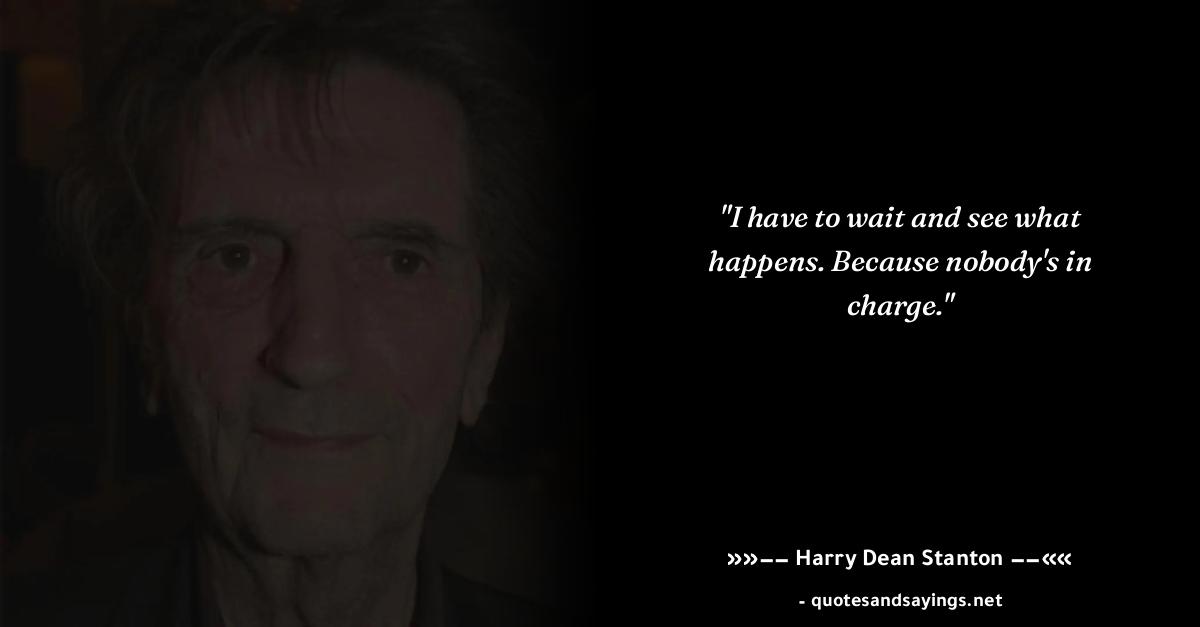 "I have to wait and see what
happens. Because nobody's in
charge."
»»–– Harry Dean Stanton ––««
- quotesandsayings.net